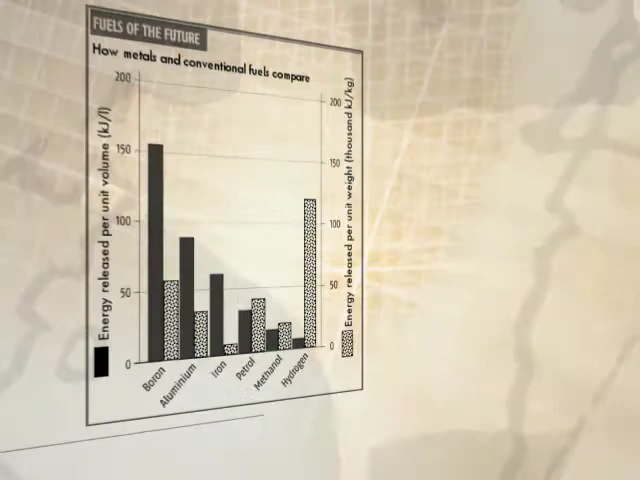 FUELS OF THE FUTURE
How metals and conventional fuels compare
Energy released per unit volume (kJ/l)
200
150
100
50
0
200
150
100
50
0
Energy released per unit weight (thousand kJ/kg)
Boron
Aluminium
Iron
Petrol
Methanol
Hydrogen